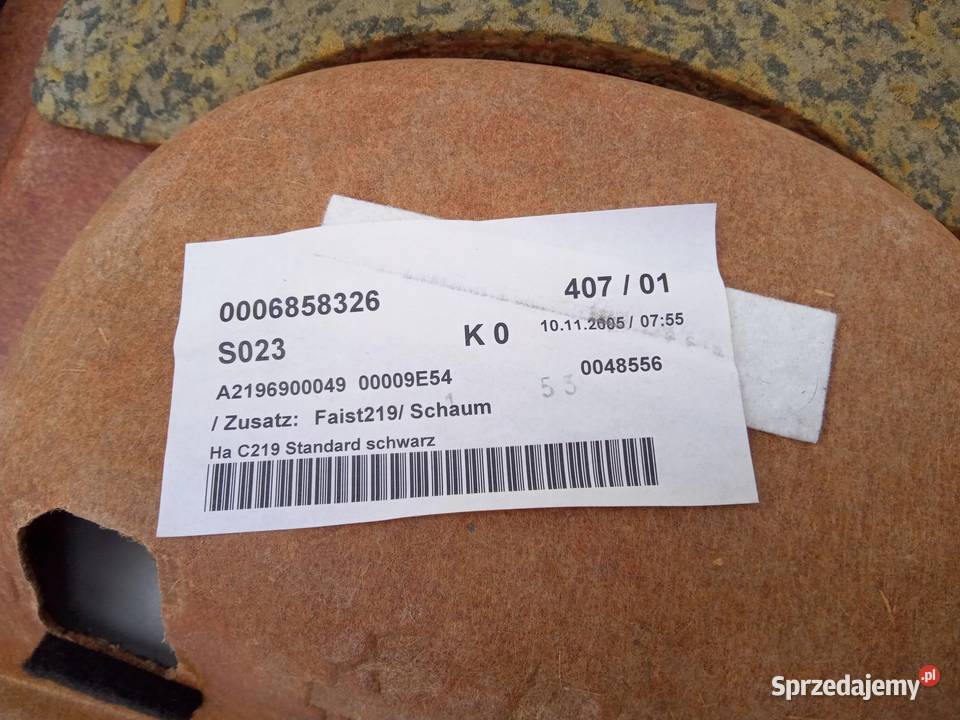 0006858326
407 / 01
S023
K 0
10.11.2005 / 07:55
A2196900049 00009E54
0048556
53
/ Zusatz: Faist219/ Schaum
Ha C219 Standard schwarz
Sprzedajemy.pl